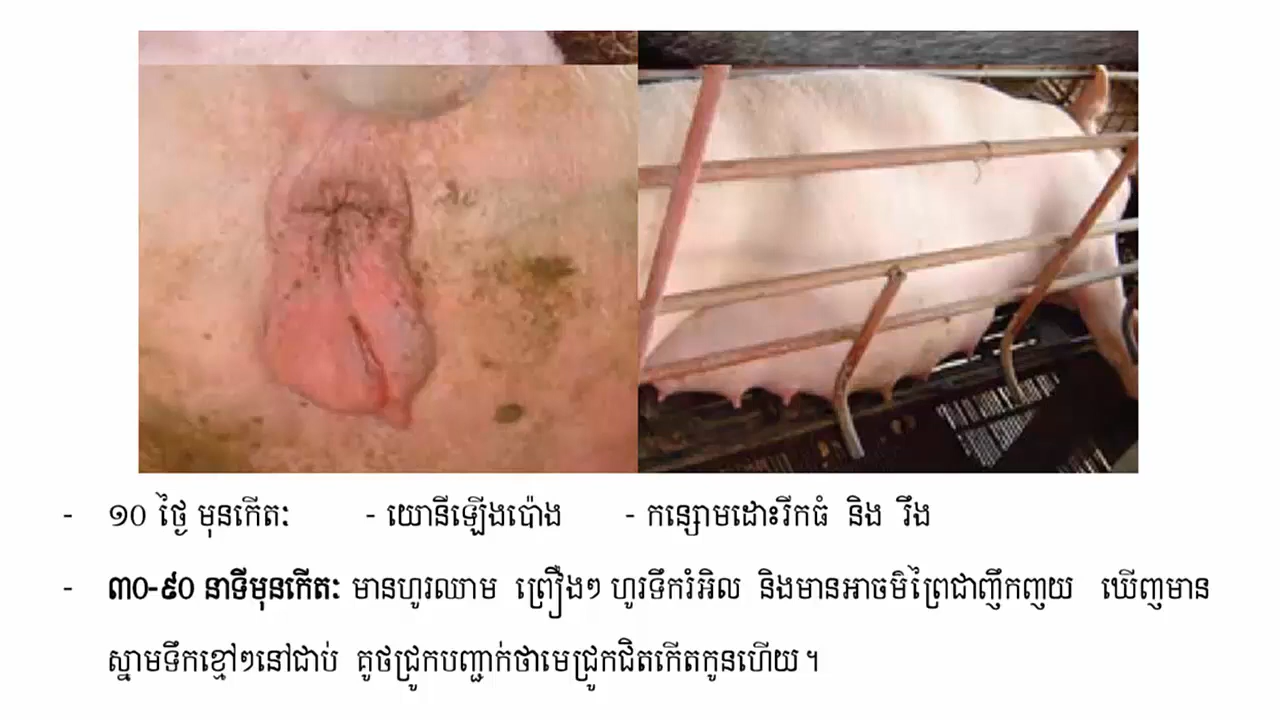 - ១០ ថ្ងៃ មុនកើត: - យោនីឡើងប៉ោង - កន្សោមដោះរីកធំ និង រឹង
- ៣០-៩០ នាទីមុនកើត: មានហូរឈាម ព្រឿងៗ ហូរទឹករំអិល និងមានអាចម៌ព្រៃជាញឹកញយ ឃើញមាន
ស្នាមទឹកខ្មៅៗនៅជាប់ គូថជ្រូកបញ្ជាក់ថាមេជ្រូកជិតកើតកូនហើយ។